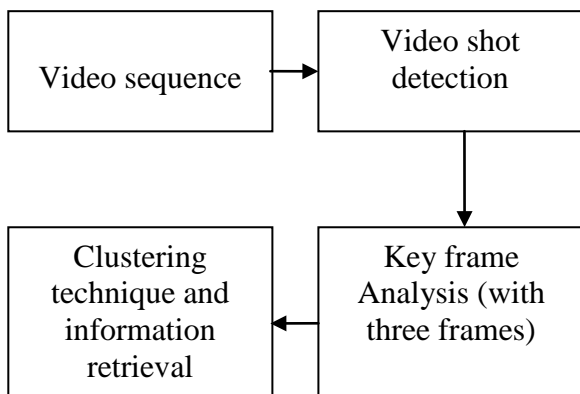 Video sequence
Video shot
detection
Key frame
Analysis (with
three frames)
Clustering
technique and
information
retrieval